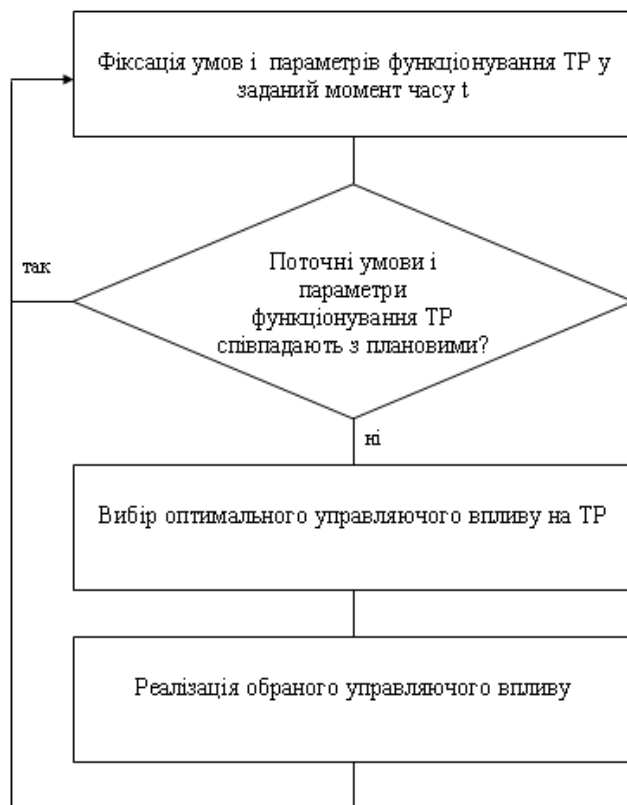 Фіксація умов і параметрів функціонування ТР у
заданий момент часу t
так
Поточні умови і
параметри
функціонування ТР
співпадають з плановими?
ні
Вибір оптимального управляючого впливу на ТР
Реалізація обраного управляючого впливу